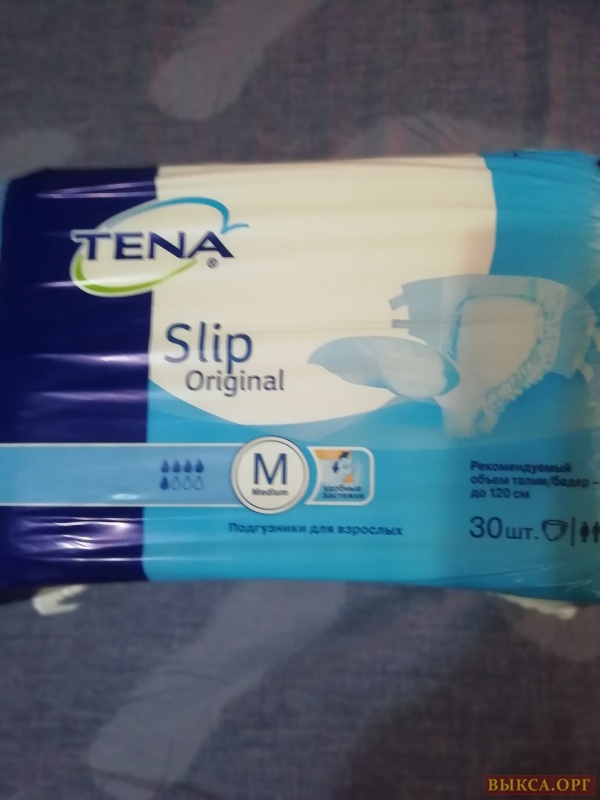 TENA®
Slip
Original
M
Medium
удобные
застежки
Рекомендуемый
объем талии/бедер -
до 120 см
30шт.
Подгузники для взрослых
ВЫКСА.ОРГ